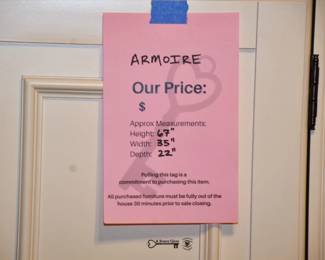 ARMOIRE
Our Price:
$
Approx Measurements:
Height: 67"
Width: 35"
Depth: 22"
Pulling this tag is a
commitment to purchasing this item.
All purchased furniture must be fully out of the
house 30 minutes prior to sale closing.